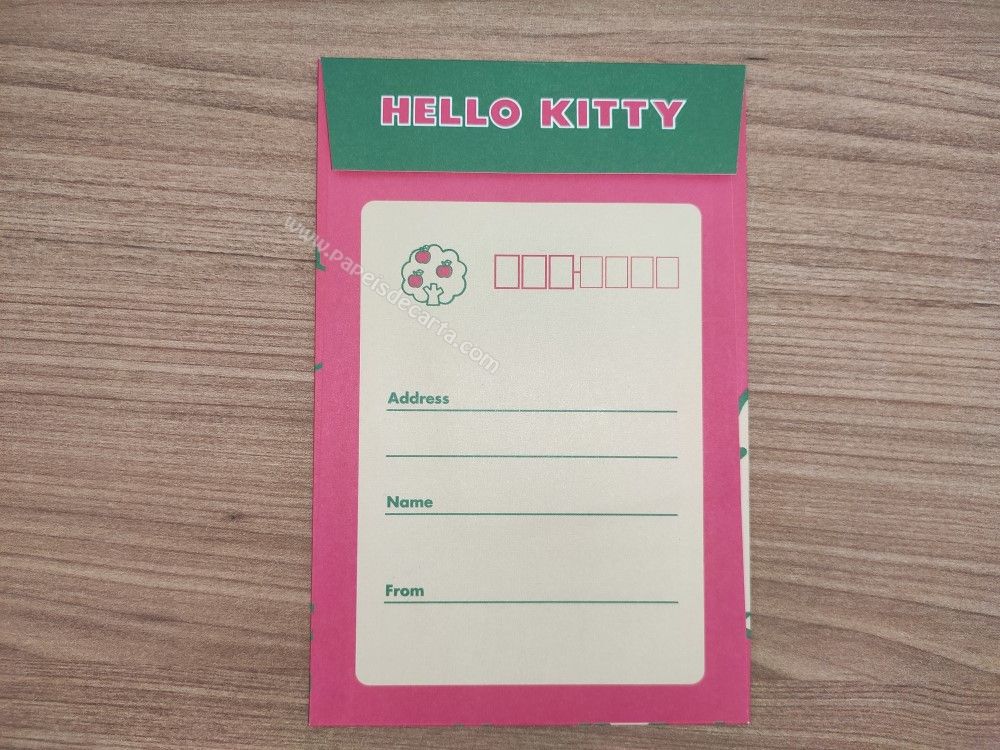 HELLO KITTY
www.papeisdecarta.com
Address
Name
From